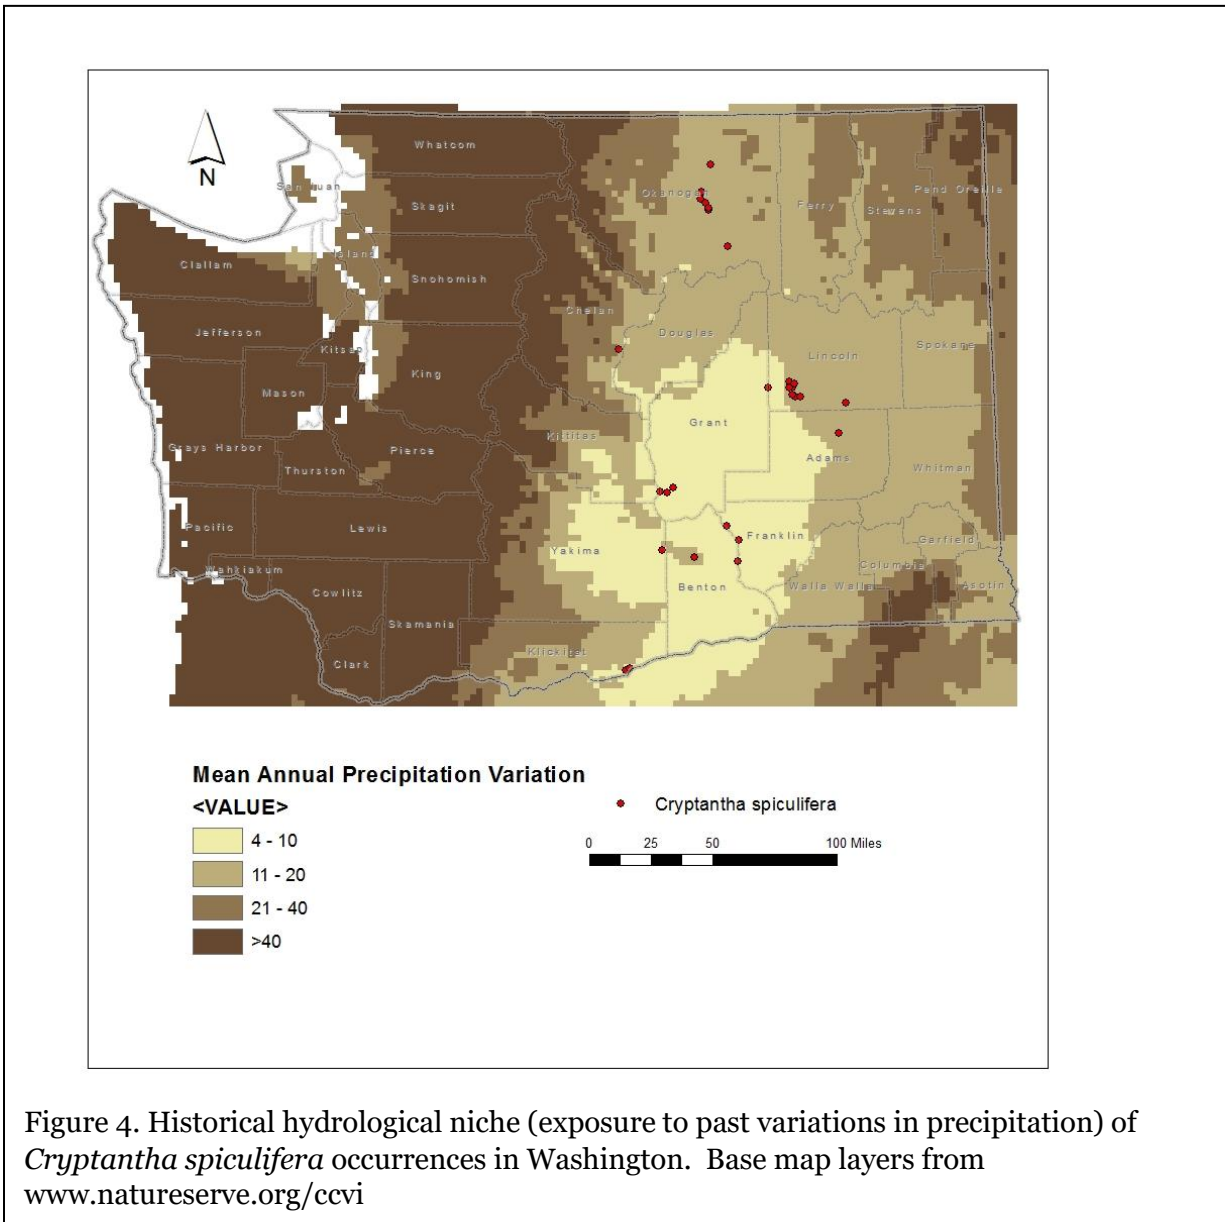 N
Whatcom
San Juan
Skagit
Okanogan
Ferry
Stevens
Pend Oreille
Island
Clallam
Snohomish
Chelan
Jefferson
Kitsap
King
Douglas
Lincoln
Spokane
Mason
Grant
Grays Harbor
Kittitas
Pierce
Thurston
Adams
Whitman
Pacific
Lewis
Yakima
Franklin
Garfield
Wahkiakum
Columbia
Benton
Walla Walla
Asotin
Cowlitz
Skamania
Klickitat
Clark
Mean Annual Precipitation Variation
<VALUE>
4 - 10
11 - 20
21 - 40
>40
Cryptantha spiculifera
0 25 50 100 Miles
Figure 4. Historical hydrological niche (exposure to past variations in precipitation) of
Cryptantha spiculifera occurrences in Washington. Base map layers from
www.natureserve.org/ccvi